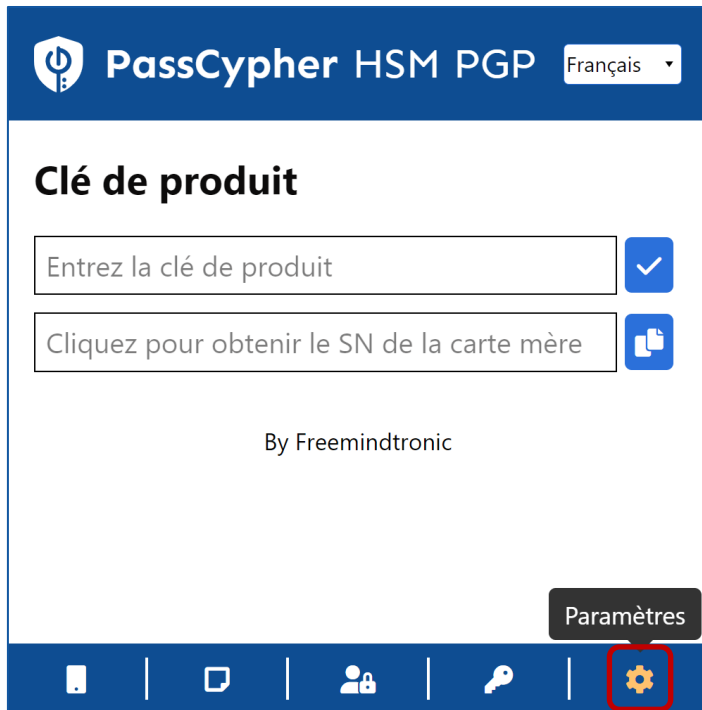 PassCypher HSM PGP
Français
Clé de produit
Entrez la clé de produit
Cliquez pour obtenir le SN de la carte mère
By Freemindtronic
Paramètres